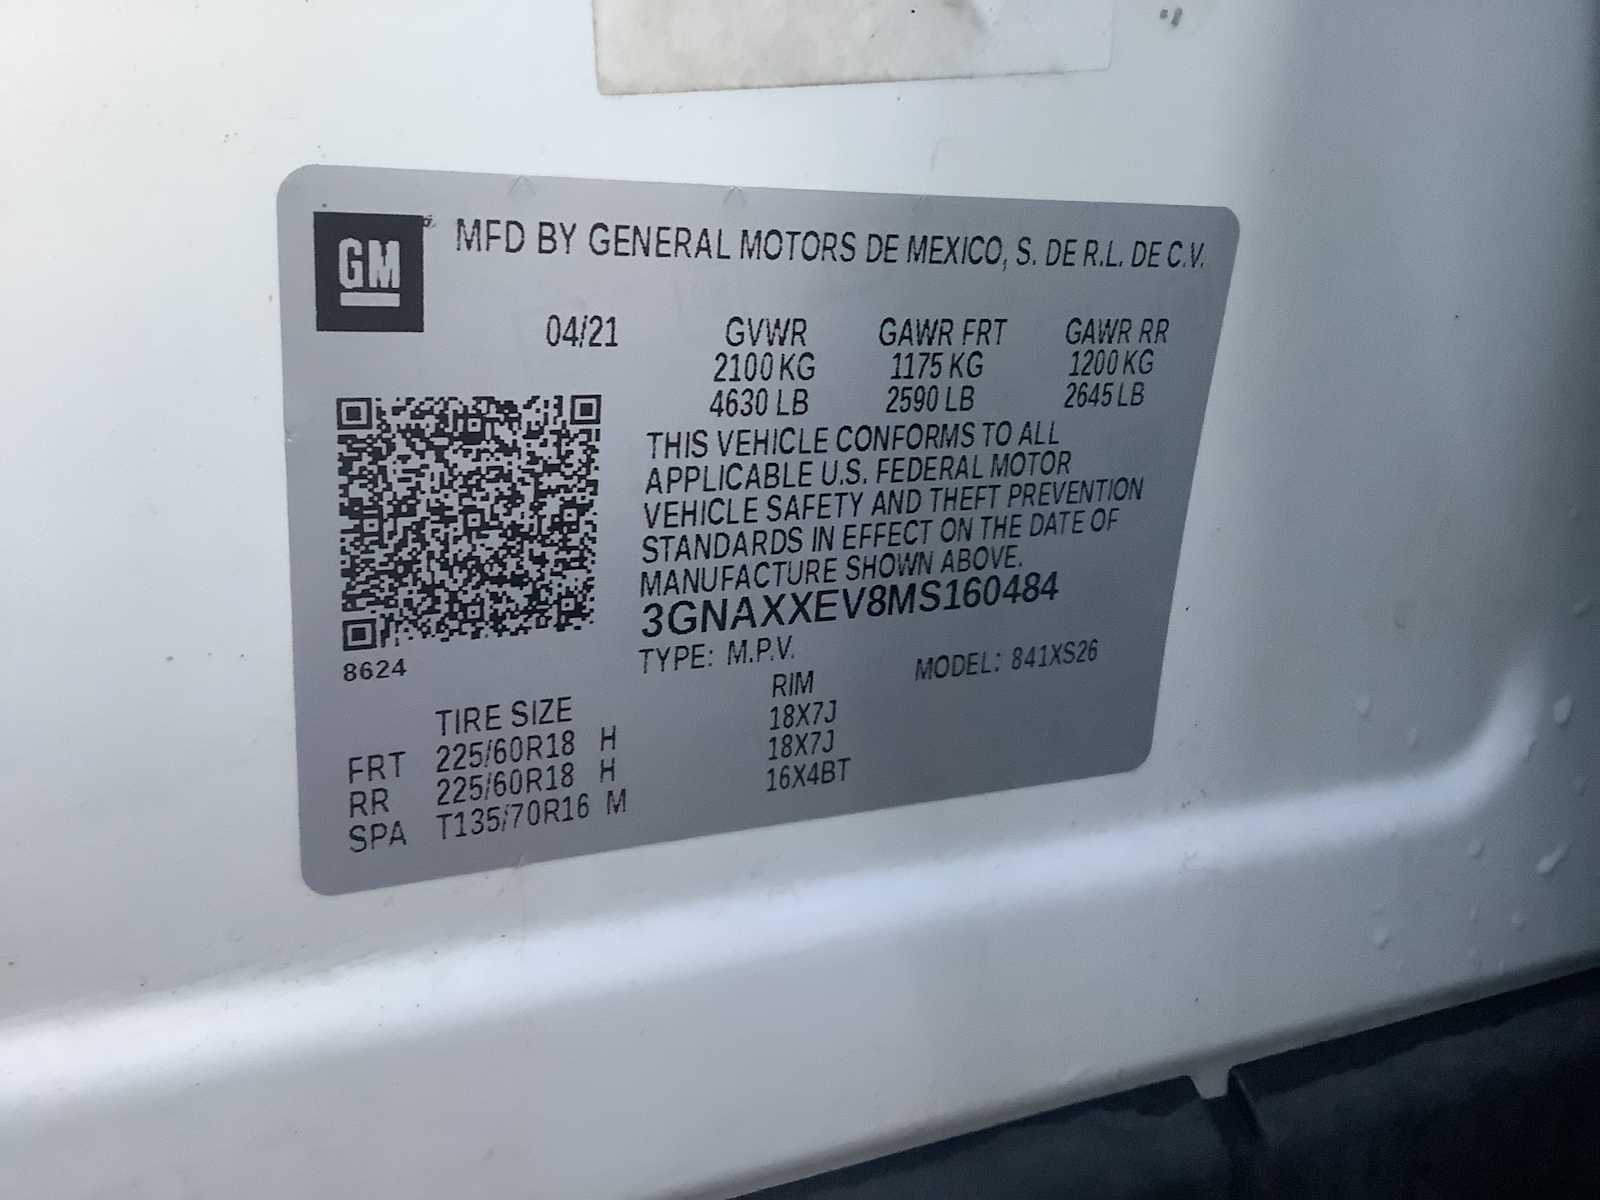 GM
MFD BY GENERAL MOTORS DE MEXICO, S. DE R.L. DE C.V.
04/21 GVWR GAWR FRT GAWR RR
2100 KG 1175 KG 1200 KG
4630 LB 2590 LB 2645 LB
THIS VEHICLE CONFORMS TO ALL
APPLICABLE U.S. FEDERAL MOTOR
VEHICLE SAFETY AND THEFT PREVENTION
STANDARDS IN EFFECT ON THE DATE OF
MANUFACTURE SHOWN ABOVE.
3GNAXXEV8MS160484
8624
TYPE: M.P.V. MODEL: 841XS26
TIRE SIZE RIM
FRT 225/60R18 H 18X7J
RR 225/60R18 H 18X7J
SPA T135/70R16 M 16X4BT